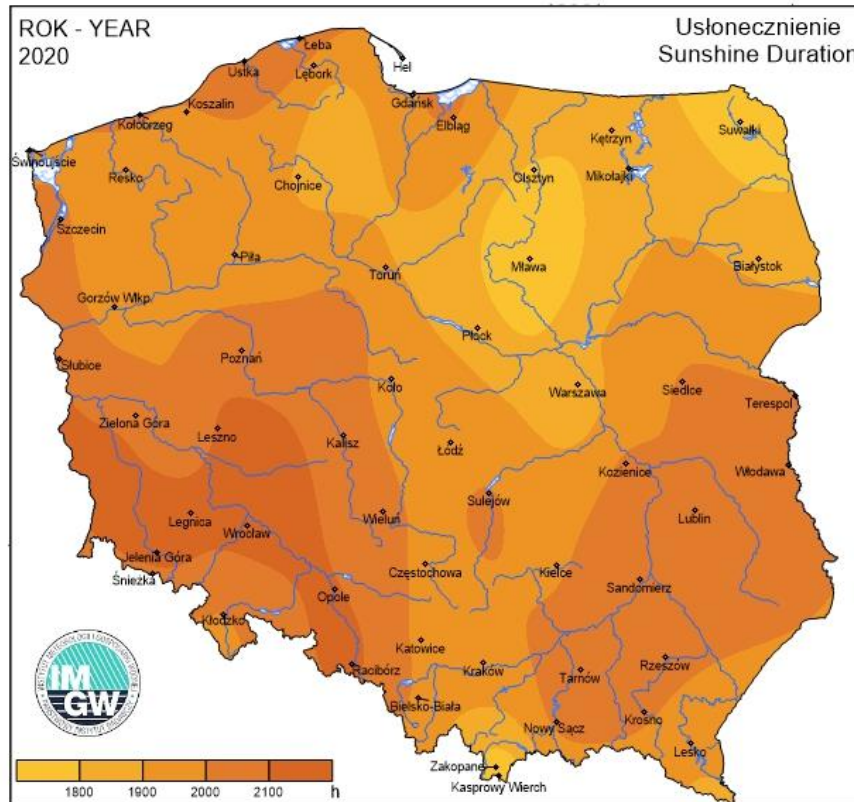 ROK - YEAR
2020
Usłonecznienie
Sunshine Duration
Łeba
Ustka
Lębork
Hel
Koszalin
Gdańsk
Kołobrzeg
Elbląg
Kętrzyn
Suwałki
Świnoujście
Resko
Chojnice
Olsztyn
Mikołajki
Szczecin
Piła
Toruń
Mława
Białystok
Gorzów Wlkp.
Płock
Słubice
Poznań
Koło
Warszawa
Siedlce
Terespol
Zielona Góra
Leszno
Kalisz
Łódź
Kozienice
Włodawa
Sulejów
Legnica
Wrocław
Wieluń
Lublin
Jelenia Góra
Śnieżka
Częstochowa
Kielce
Opole
Sandomierz
Kłodzko
Katowice
Kraków
Racibórz
Tarnów
Rzeszów
Bielsko-Biała
Nowy Sącz
Krosno
Lesko
Zakopane
Kasprowy Wierch
IM
GW
1800 1900 2000 2100 h